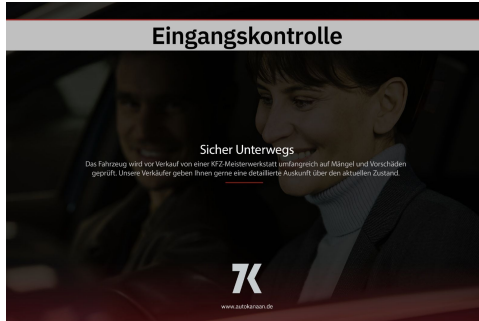 Eingangskontrolle
Sicher Unterwegs
Das Fahrzeug wird vor Verkauf von einer KFZ-Meisterwerkstatt umfangreich auf Mängel und Vorschäden
geprüft. Unsere Verkäufer geben Ihnen gerne eine detaillierte Auskunft über den aktuellen Zustand.
7K
www.autokanaan.de